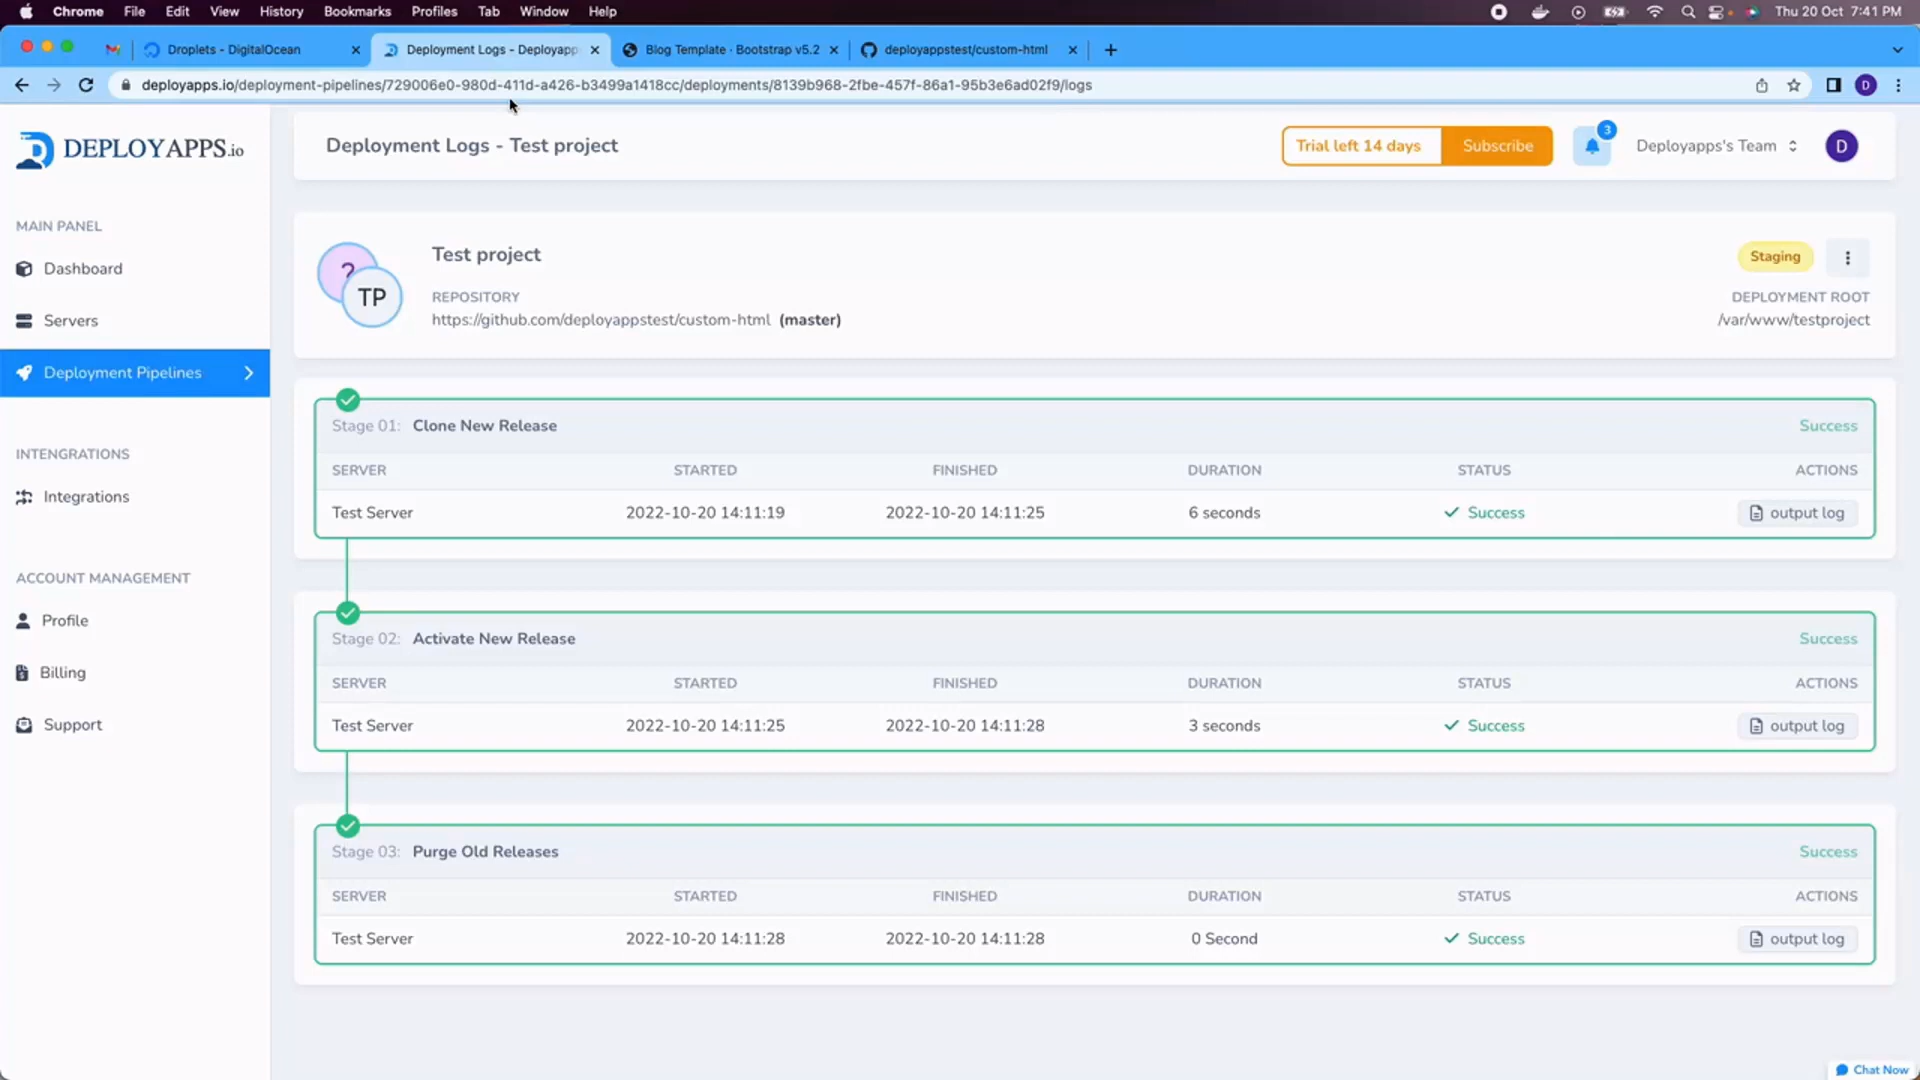 Chrome File Edit View History Bookmarks Profiles Tab Window Help Thu 20 Oct 7:41 PM
Droplets - DigitalOcean Deployment Logs - Deployapp Blog Template · Bootstrap v5.2 deployappstest/custom-html
deployapps.io/deployment-pipelines/729006e0-980d-411d-a426-b3499a1418cc/deployments/8139b968-2fbe-457f-86a1-95b3e6ad02f9/logs D
DEPLOYAPPS.io
MAIN PANEL
Dashboard
Servers
Deployment Pipelines
INTENGRATIONS
Integrations
ACCOUNT MANAGEMENT
Profile
Billing
Support
Deployment Logs - Test project
Trial left 14 days Subscribe 3 Deployapps's Team D
? TP
Test project
Staging
REPOSITORY
DEPLOYMENT ROOT
https://github.com/deployappstest/custom-html (master)
/var/www/testproject
Stage 01: Clone New Release Success
SERVER STARTED FINISHED DURATION STATUS ACTIONS
Test Server 2022-10-20 14:11:19 2022-10-20 14:11:25 6 seconds Success output log
Stage 02: Activate New Release Success
SERVER STARTED FINISHED DURATION STATUS ACTIONS
Test Server 2022-10-20 14:11:25 2022-10-20 14:11:28 3 seconds Success output log
Stage 03: Purge Old Releases Success
SERVER STARTED FINISHED DURATION STATUS ACTIONS
Test Server 2022-10-20 14:11:28 2022-10-20 14:11:28 0 Second Success output log
Chat Now